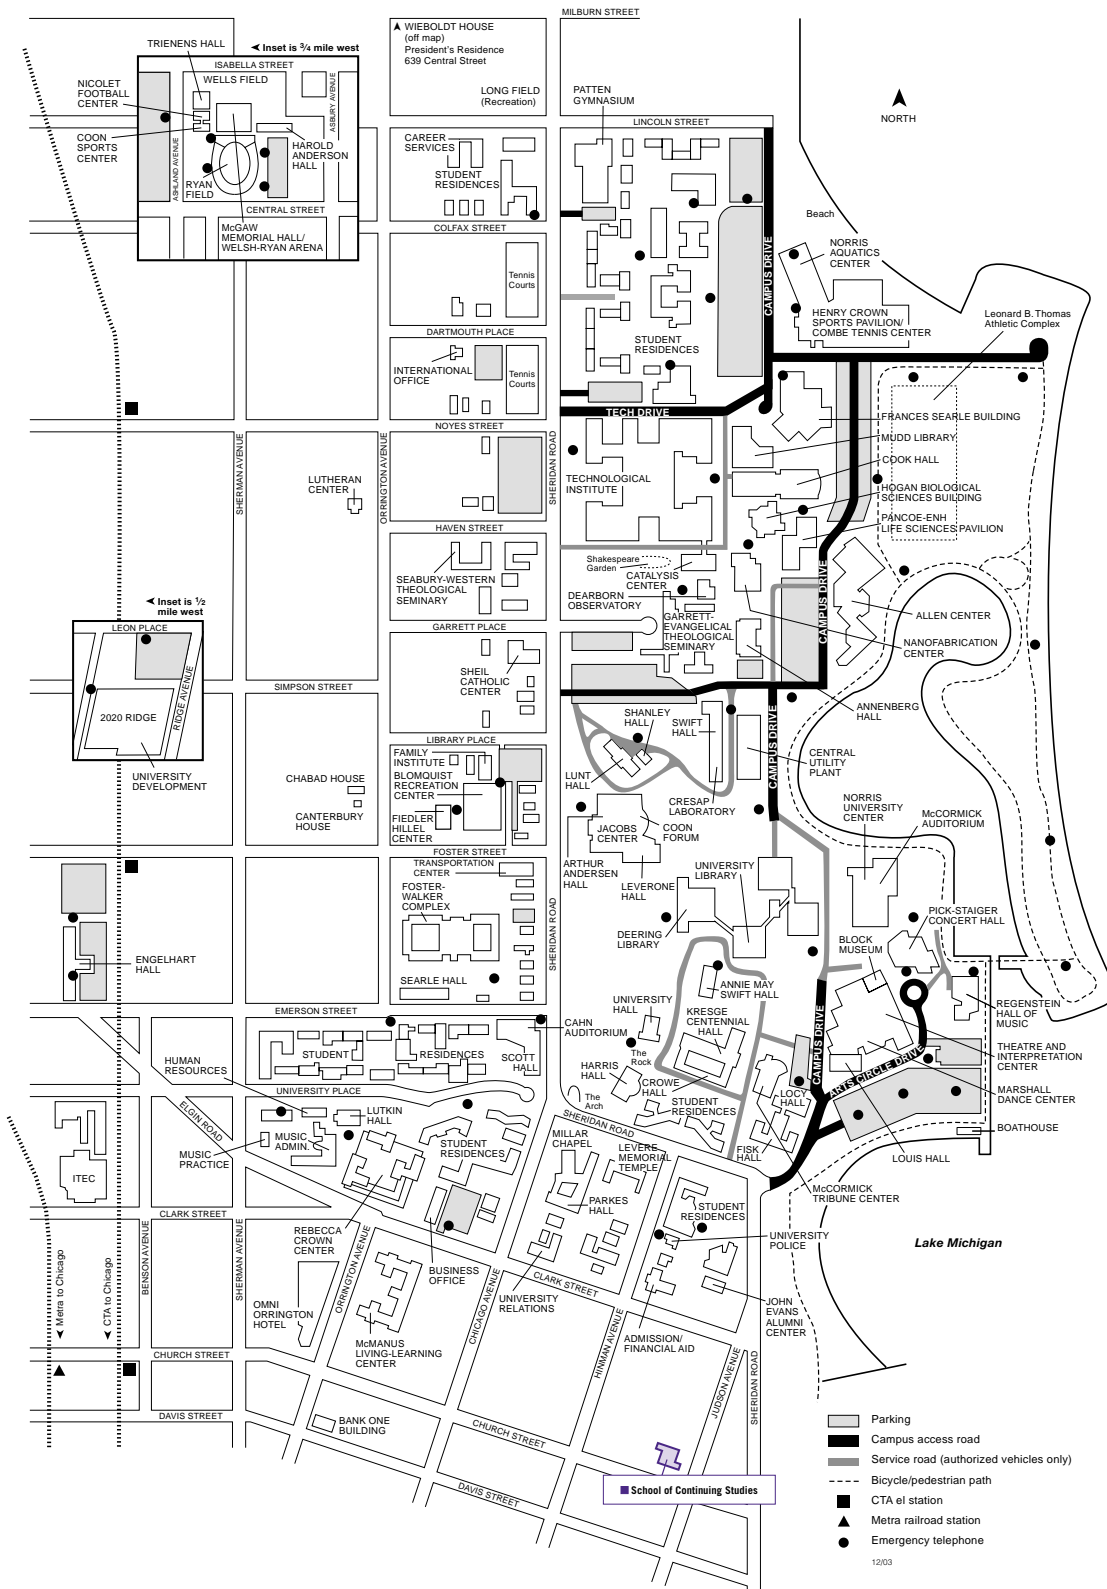 MILBURN STREET
WIEBOLDT HOUSE
(off map)
President's Residence
639 Central Street
LONG FIELD
(Recreation)
TRIENENS HALL
Inset is 3/4 mile west
ISABELLA STREET
WELLS FIELD
NICOLET
FOOTBALL
CENTER
COON
SPORTS
CENTER
ASHLAND AVENUE
ASBURY AVENUE
HAROLD
ANDERSON
HALL
RYAN
FIELD
CENTRAL STREET
McGAW
MEMORIAL HALL/
WELSH-RYAN ARENA
PATTEN
GYMNASIUM
LINCOLN STREET
NORTH
CAREER
SERVICES
STUDENT
RESIDENCES
COLFAX STREET
Tennis
Courts
DARTMOUTH PLACE
INTERNATIONAL
OFFICE
Tennis
Courts
NOYES STREET
CAMPUS DRIVE
Beach
NORRIS
AQUATICS
CENTER
HENRY CROWN
SPORTS PAVILION/
COMBE TENNIS CENTER
Leonard B. Thomas
Athletic Complex
STUDENT
RESIDENCES
TECH DRIVE
FRANCES SEARLE BUILDING
MUDD LIBRARY
COOK HALL
HOGAN BIOLOGICAL
SCIENCES BUILDING
PANCOE-ENH
LIFE SCIENCES PAVILION
TECHNOLOGICAL
INSTITUTE
SHERMAN AVENUE
ORRINGTON AVENUE
SHERIDAN ROAD
LUTHERAN
CENTER
HAVEN STREET
SEABURY-WESTERN
THEOLOGICAL
SEMINARY
Shakespeare
Garden
CATALYSIS
CENTER
DEARBORN
OBSERVATORY
GARRETT-
EVANGELICAL
THEOLOGICAL
SEMINARY
CAMPUS DRIVE
ALLEN CENTER
NANOFABRICATION
CENTER
ANNENBERG
HALL
GARRETT PLACE
SHEIL
CATHOLIC
CENTER
SIMPSON STREET
Inset is 1/2
mile west
LEON PLACE
2020 RIDGE
RIDGE AVENUE
UNIVERSITY
DEVELOPMENT
LIBRARY PLACE
FAMILY
INSTITUTE
BLOMQUIST
RECREATION
CENTER
FIEDLER
HILLEL
CENTER
CHABAD HOUSE
CANTERBURY
HOUSE
SHANLEY
HALL
SWIFT
HALL
LUNT
HALL
CRESAP
LABORATORY
CAMPUS DRIVE
CENTRAL
UTILITY
PLANT
JACOBS
CENTER
COON
FORUM
ARTHUR
ANDERSEN
HALL
LEVERONE
HALL
NORRIS
UNIVERSITY
CENTER
McCORMICK
AUDITORIUM
UNIVERSITY
LIBRARY
DEERING
LIBRARY
PICK-STAIGER
CONCERT HALL
BLOCK
MUSEUM
FOSTER STREET
TRANSPORTATION
CENTER
FOSTER-
WALKER
COMPLEX
SEARLE HALL
SHERIDAN ROAD
ENGELHART
HALL
EMERSON STREET
STUDENT
RESIDENCES
SCOTT
HALL
CAHN
AUDITORIUM
ANNIE MAY
SWIFT HALL
UNIVERSITY
HALL
KRESGE
CENTENNIAL
HALL
The
Rock
HARRIS
HALL
CROWE
HALL
The
Arch
STUDENT
RESIDENCES
LOCY
HALL
FISK
HALL
CAMPUS DRIVE
ARTS CIRCLE DRIVE
REGENSTEIN
HALL OF
MUSIC
THEATRE AND
INTERPRETATION
CENTER
MARSHALL
DANCE CENTER
BOATHOUSE
LOUIS HALL
McCORMICK
TRIBUNE CENTER
HUMAN
RESOURCES
UNIVERSITY PLACE
ELGIN ROAD
LUTKIN
HALL
MUSIC
ADMIN.
MUSIC
PRACTICE
ITEC
STUDENT
RESIDENCES
SHERIDAN ROAD
MILLAR
CHAPEL
LEVERE
MEMORIAL
TEMPLE
PARKES
HALL
STUDENT
RESIDENCES
UNIVERSITY
POLICE
CLARK STREET
REBECCA
CROWN
CENTER
BUSINESS
OFFICE
UNIVERSITY
RELATIONS
CLARK STREET
JOHN
EVANS
ALUMNI
CENTER
ADMISSION/
FINANCIAL AID
Lake Michigan
Metra to Chicago
CTA to Chicago
BENSON AVENUE
SHERMAN AVENUE
OMNI
ORRINGTON
HOTEL
ORRINGTON AVENUE
McMANUS
LIVING-LEARNING
CENTER
CHICAGO AVENUE
HINMAN AVENUE
JUDSON AVENUE
SHERIDAN ROAD
CHURCH STREET
DAVIS STREET
BANK ONE
BUILDING
CHURCH STREET
DAVIS STREET
School of Continuing Studies
Parking
Campus access road
Service road (authorized vehicles only)
Bicycle/pedestrian path
CTA el station
Metra railroad station
Emergency telephone
12/03